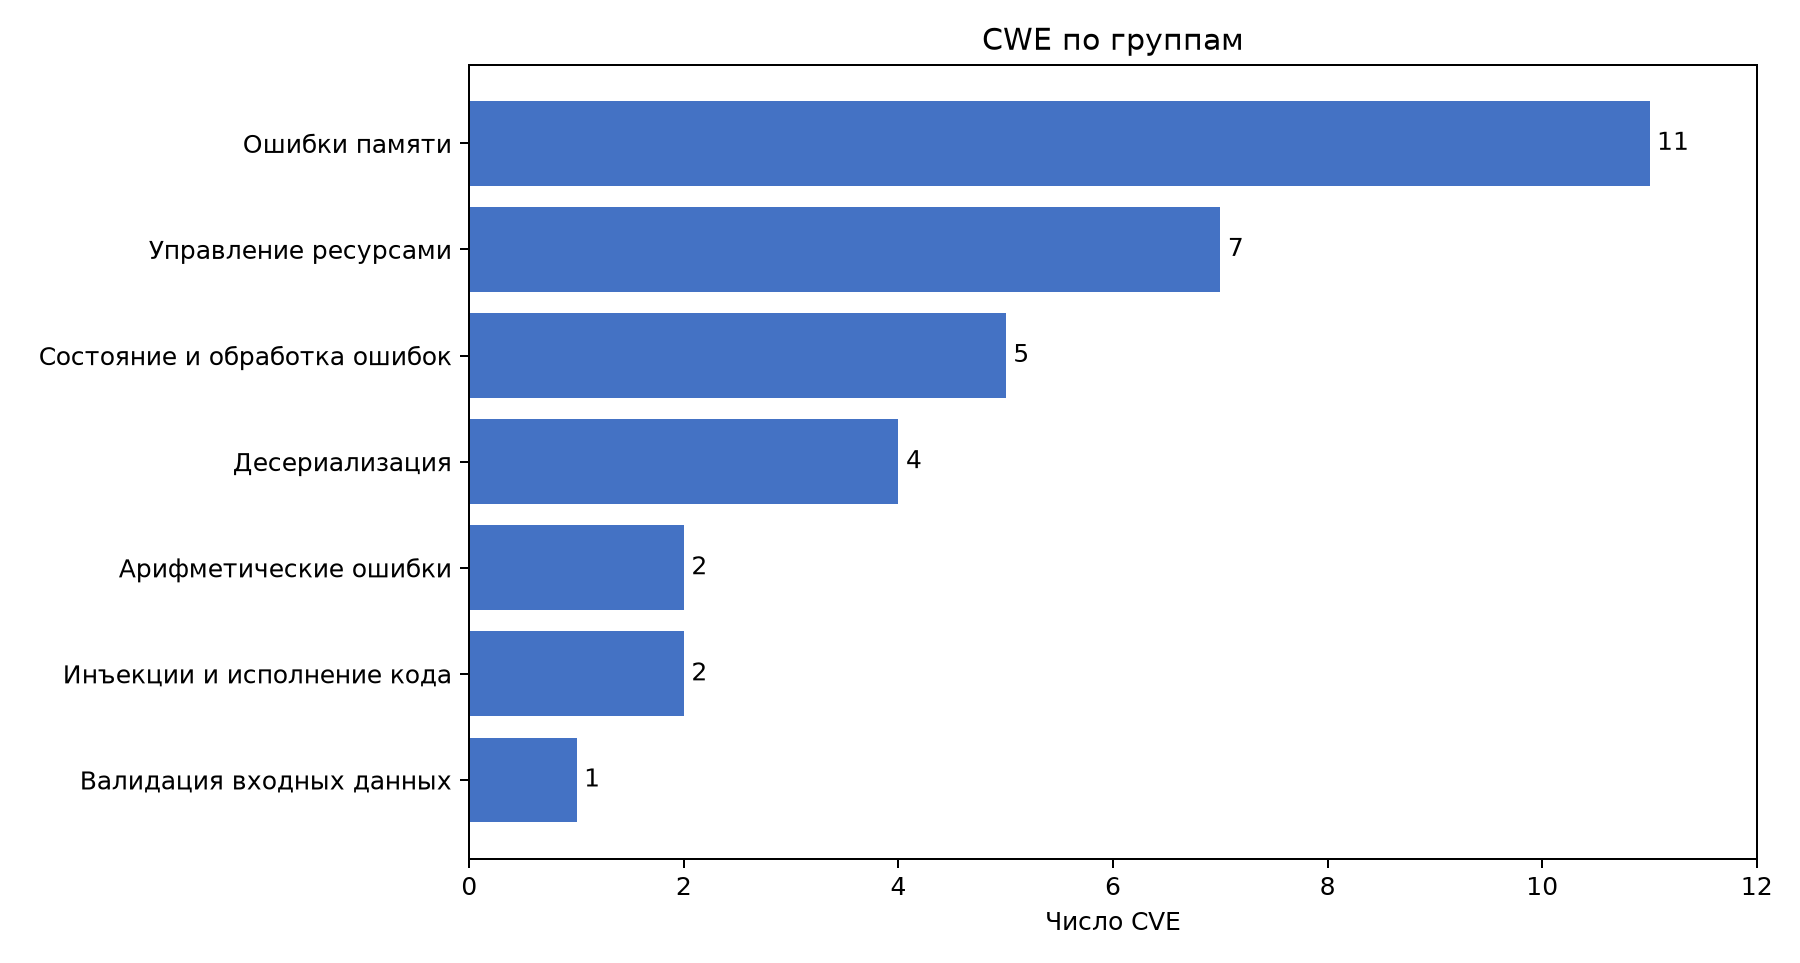 CWE по группам
Ошибки памяти 11
Управление ресурсами 7
Состояние и обработка ошибок 5
Десериализация 4
Арифметические ошибки 2
Инъекции и исполнение кода 2
Валидация входных данных 1
0 2 4 6 8 10 12
Число CVE